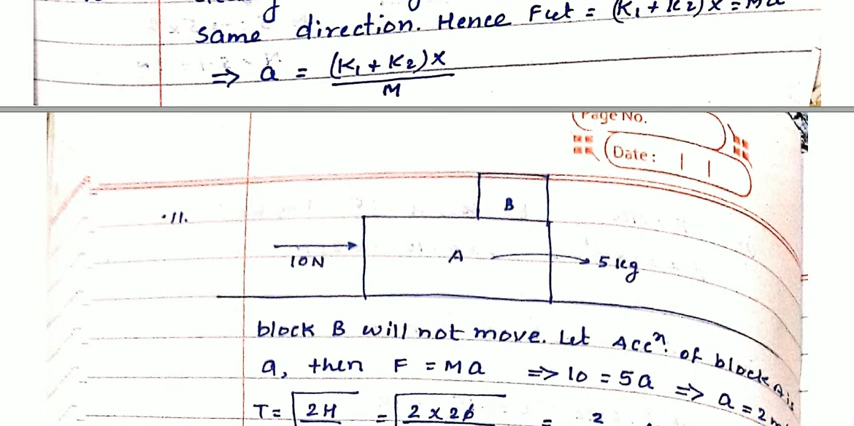 same direction. Hence Fnet = (K1 + K2)x = Ma
⇒ a = (K1 + K2)x / M
Page No.
Date :
11.
B
10N
A
5 kg
block B will not move. Let Accⁿ. of block A is
a, then F = Ma ⇒ 10 = 5a ⇒ a = 2 m
T = √2H = √2 x 2 = 2